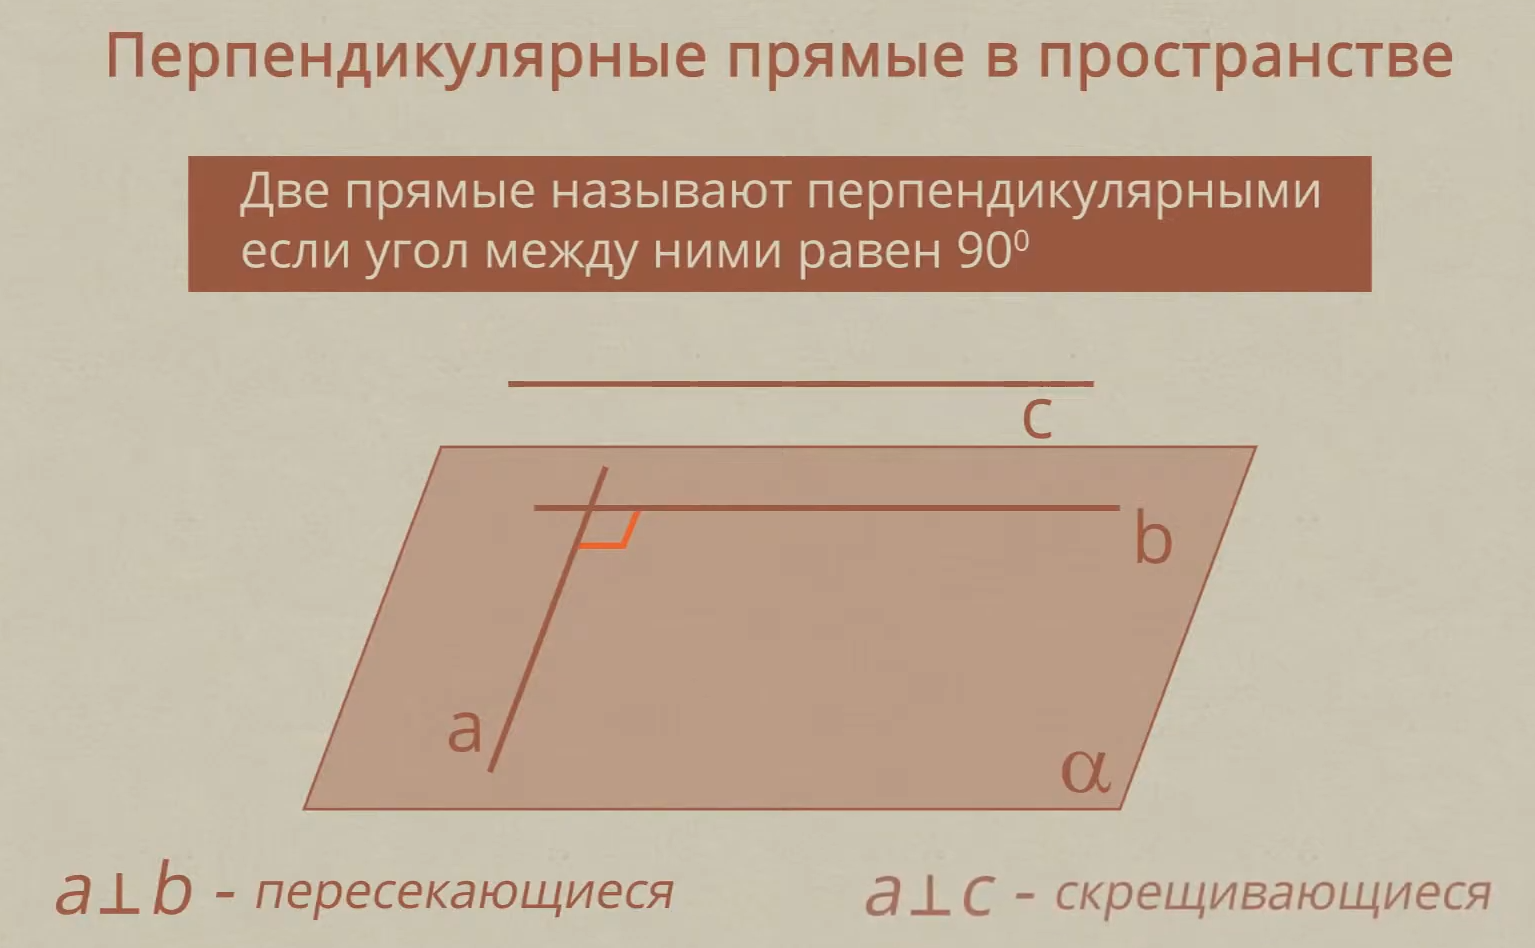 Перпендикулярные прямые в пространстве
Две прямые называют перпендикулярными
если угол между ними равен 90⁰
c
b
a
α
a⊥b - пересекающиеся
a⊥c - скрещивающиеся